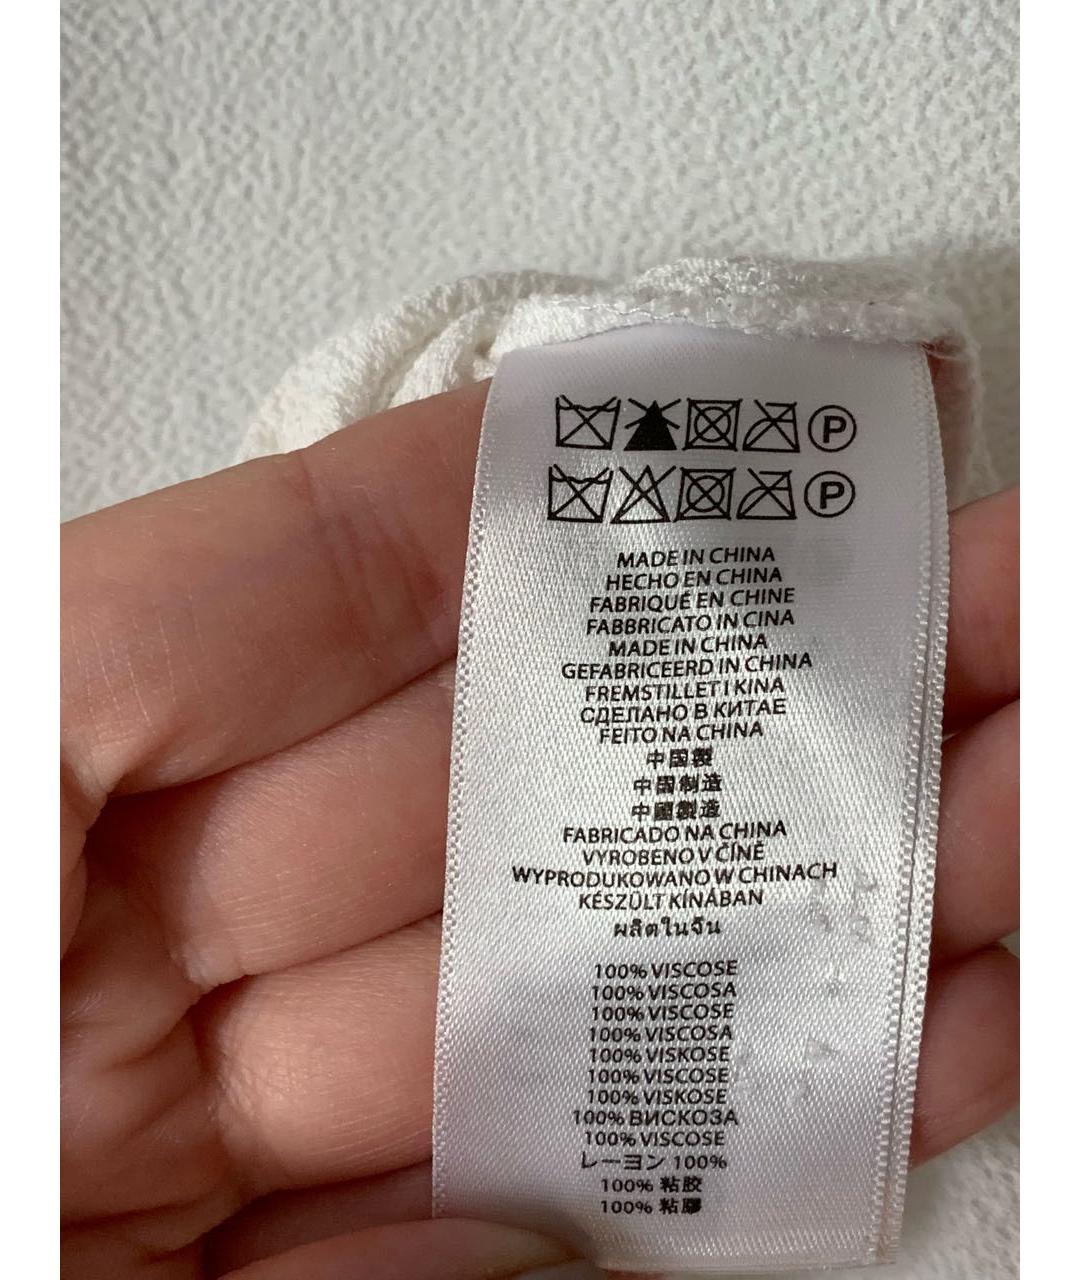 P
P
MADE IN CHINA
HECHO EN CHINA
FABRIQUÉ EN CHINE
FABBRICATO IN CINA
MADE IN CHINA
GEFABRICEERD IN CHINA
FREMSTILLET I KINA
СДЕЛАНО В КИТАЕ
FEITO NA CHINA
中国製
中国制造
中國製造
FABRICADO NA CHINA
VYROBENO V ČÍNĚ
WYPRODUKOWANO W CHINACH
KÉSZÜLT KÍNÁBAN
ผลิตในจีน
100% VISCOSE
100% VISCOSA
100% VISCOSE
100% VISCOSA
100% VISKOSE
100% VISCOSE
100% VISKOSE
100% ВИСКОЗА
100% VISCOSE
レーヨン 100%
100% 粘胶
100% 粘膠